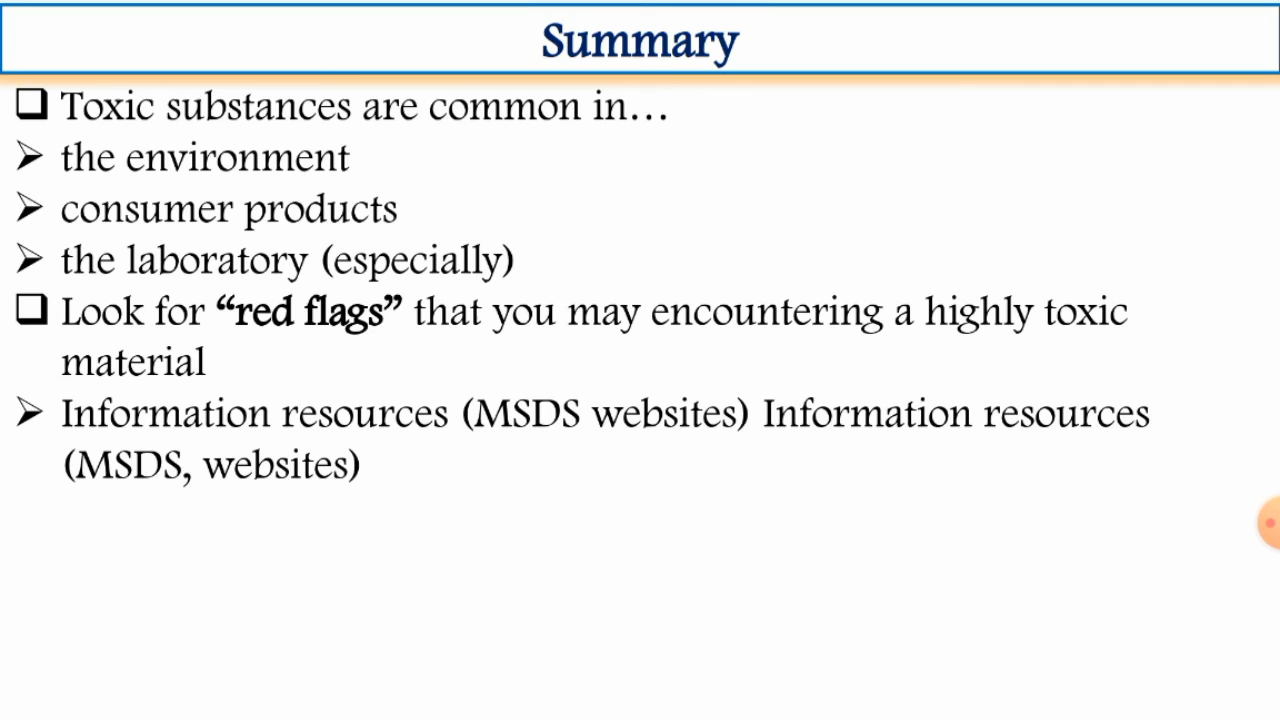 Summary
❑ Toxic substances are common in…
➢ the environment
➢ consumer products
➢ the laboratory (especially)
❑ Look for “red flags” that you may encountering a highly toxic
material
➢ Information resources (MSDS websites) Information resources
(MSDS, websites)